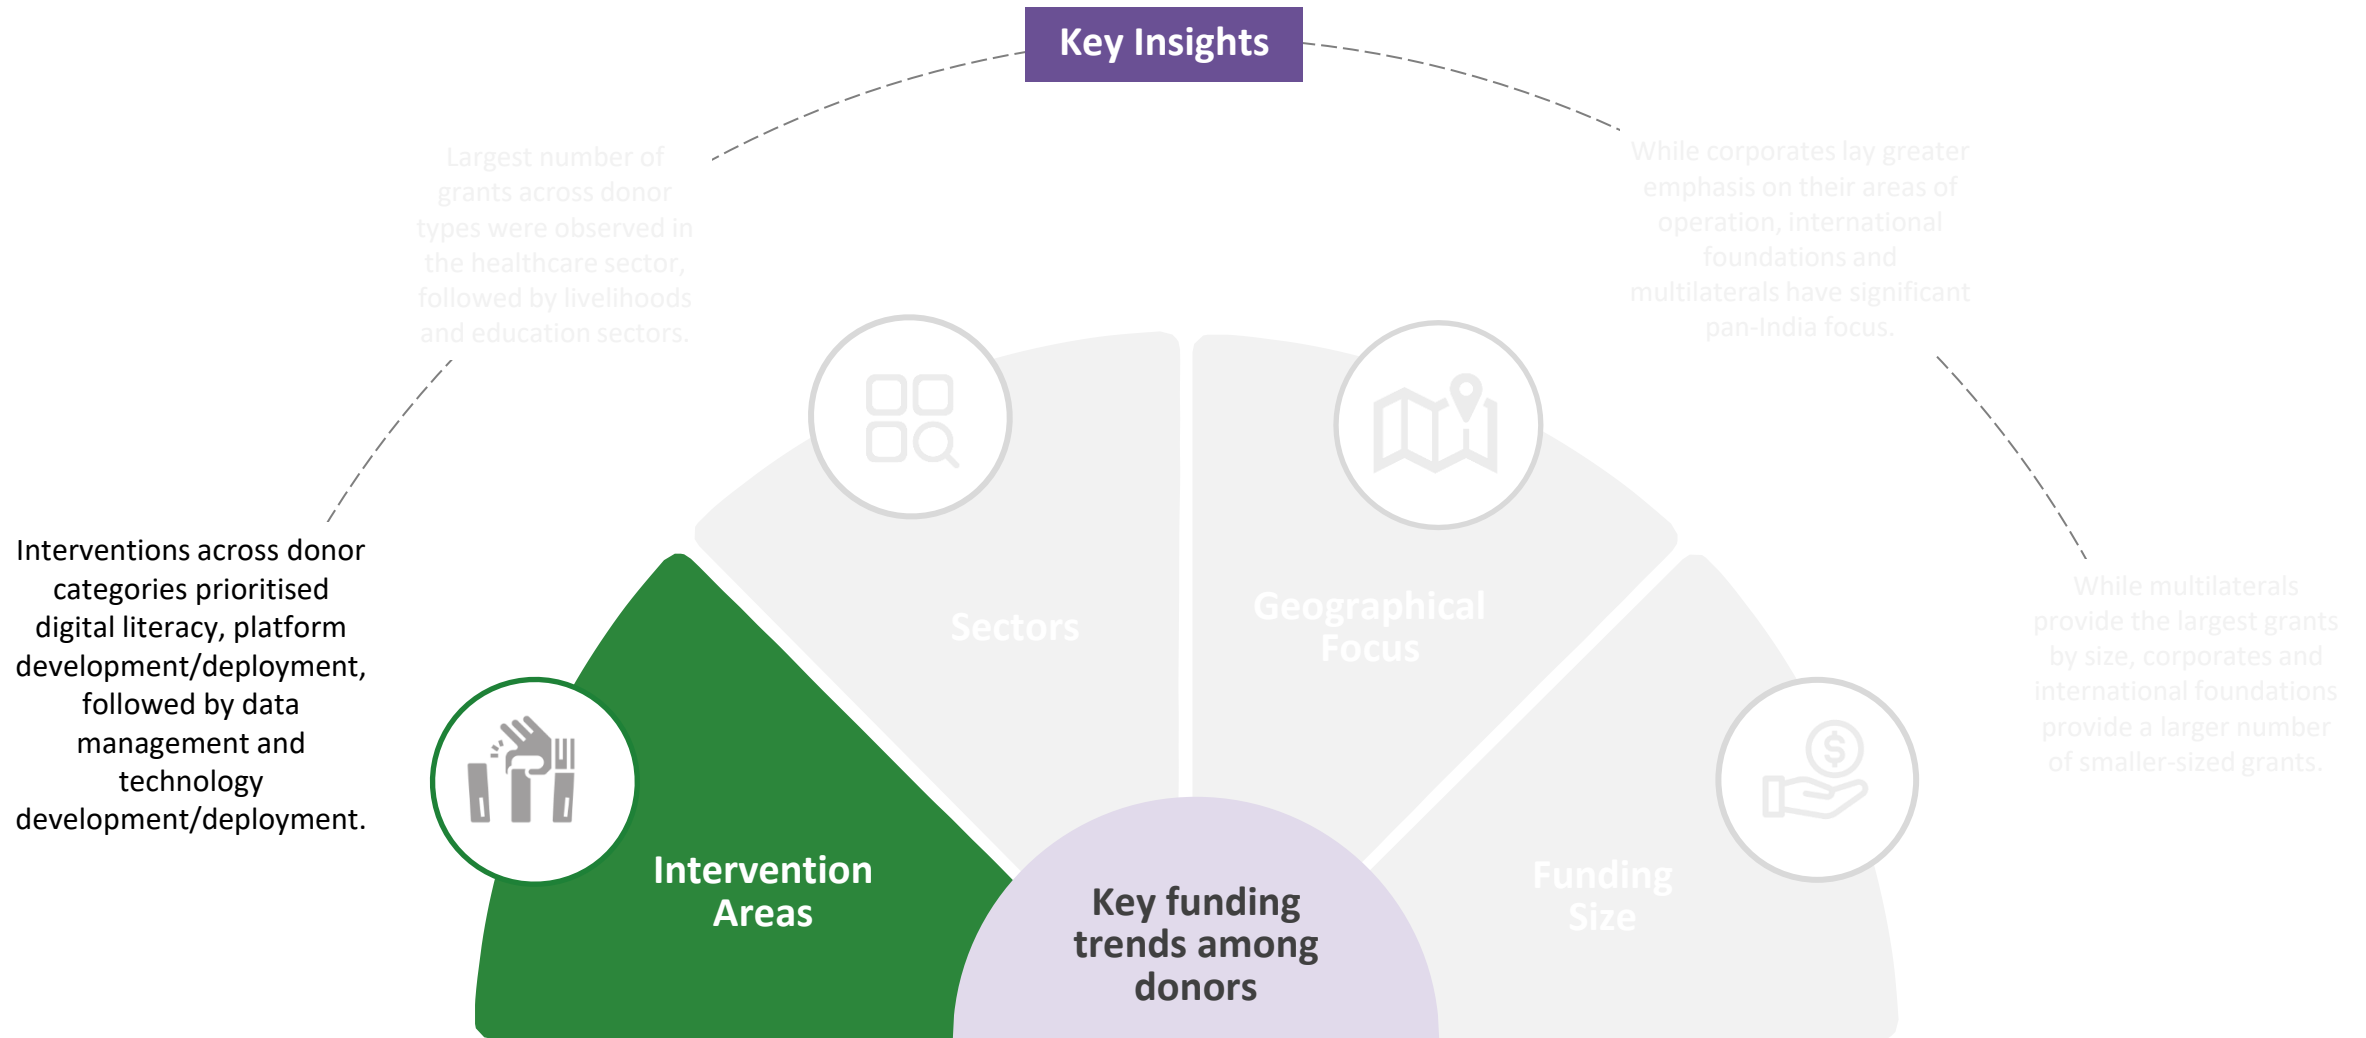 Key Insights
Largest number of
grants across donor
types were observed in
the healthcare sector,
followed by livelihoods
and education sectors.
While corporates lay greater
emphasis on their areas of
operation, international
foundations and
multilaterals have significant
pan-India focus.
Interventions across donor
categories prioritised
digital literacy, platform
development/deployment,
followed by data
management and
technology
development/deployment.
While multilaterals
provide the largest grants
by size, corporates and
international foundations
provide a larger number
of smaller-sized grants.
Intervention
Areas
Sectors
Geographical
Focus
Funding
Size
Key funding
trends among
donors